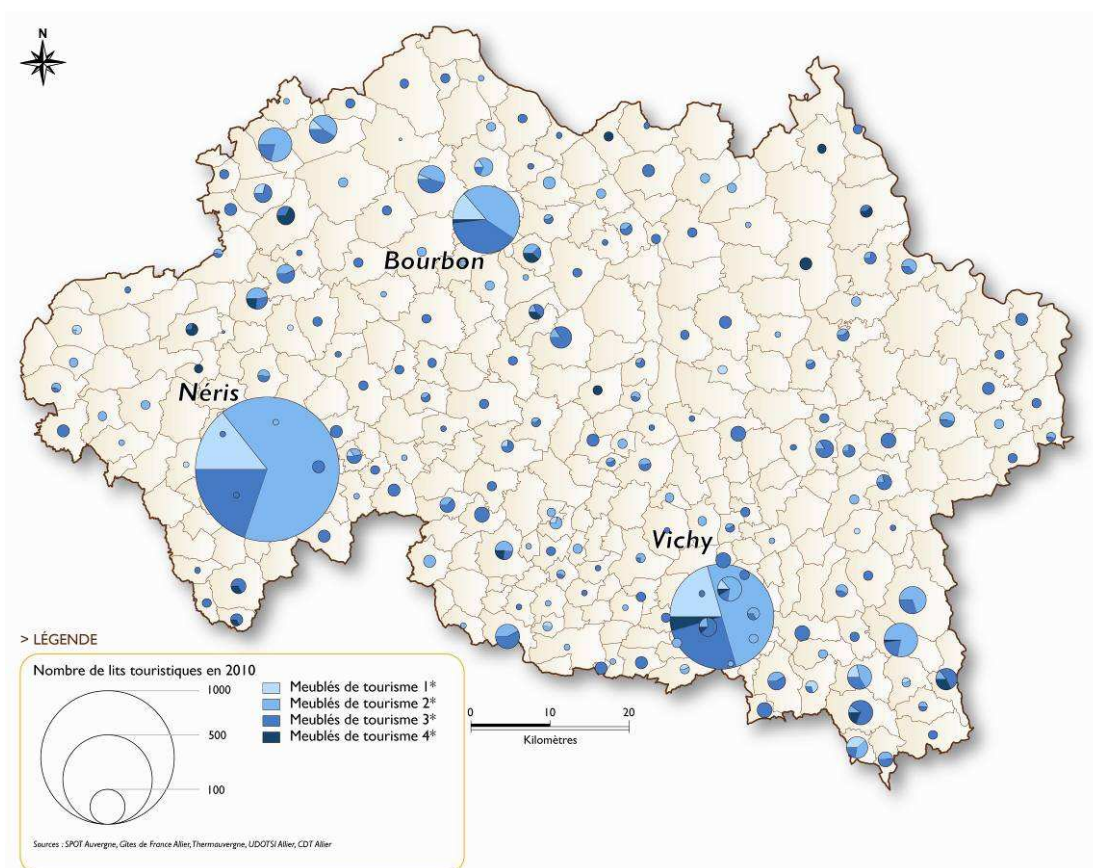 N
Bourbon
Néris
Vichy
> LÉGENDE
Nombre de lits touristiques en 2010
1000
500
100
Meublés de tourisme 1*
Meublés de tourisme 2*
Meublés de tourisme 3*
Meublés de tourisme 4*
0 10 20
Kilomètres
Sources : SPOT Auvergne, Gîtes de France Allier, Thermauvergne, UDOTSI Allier, CDT Allier